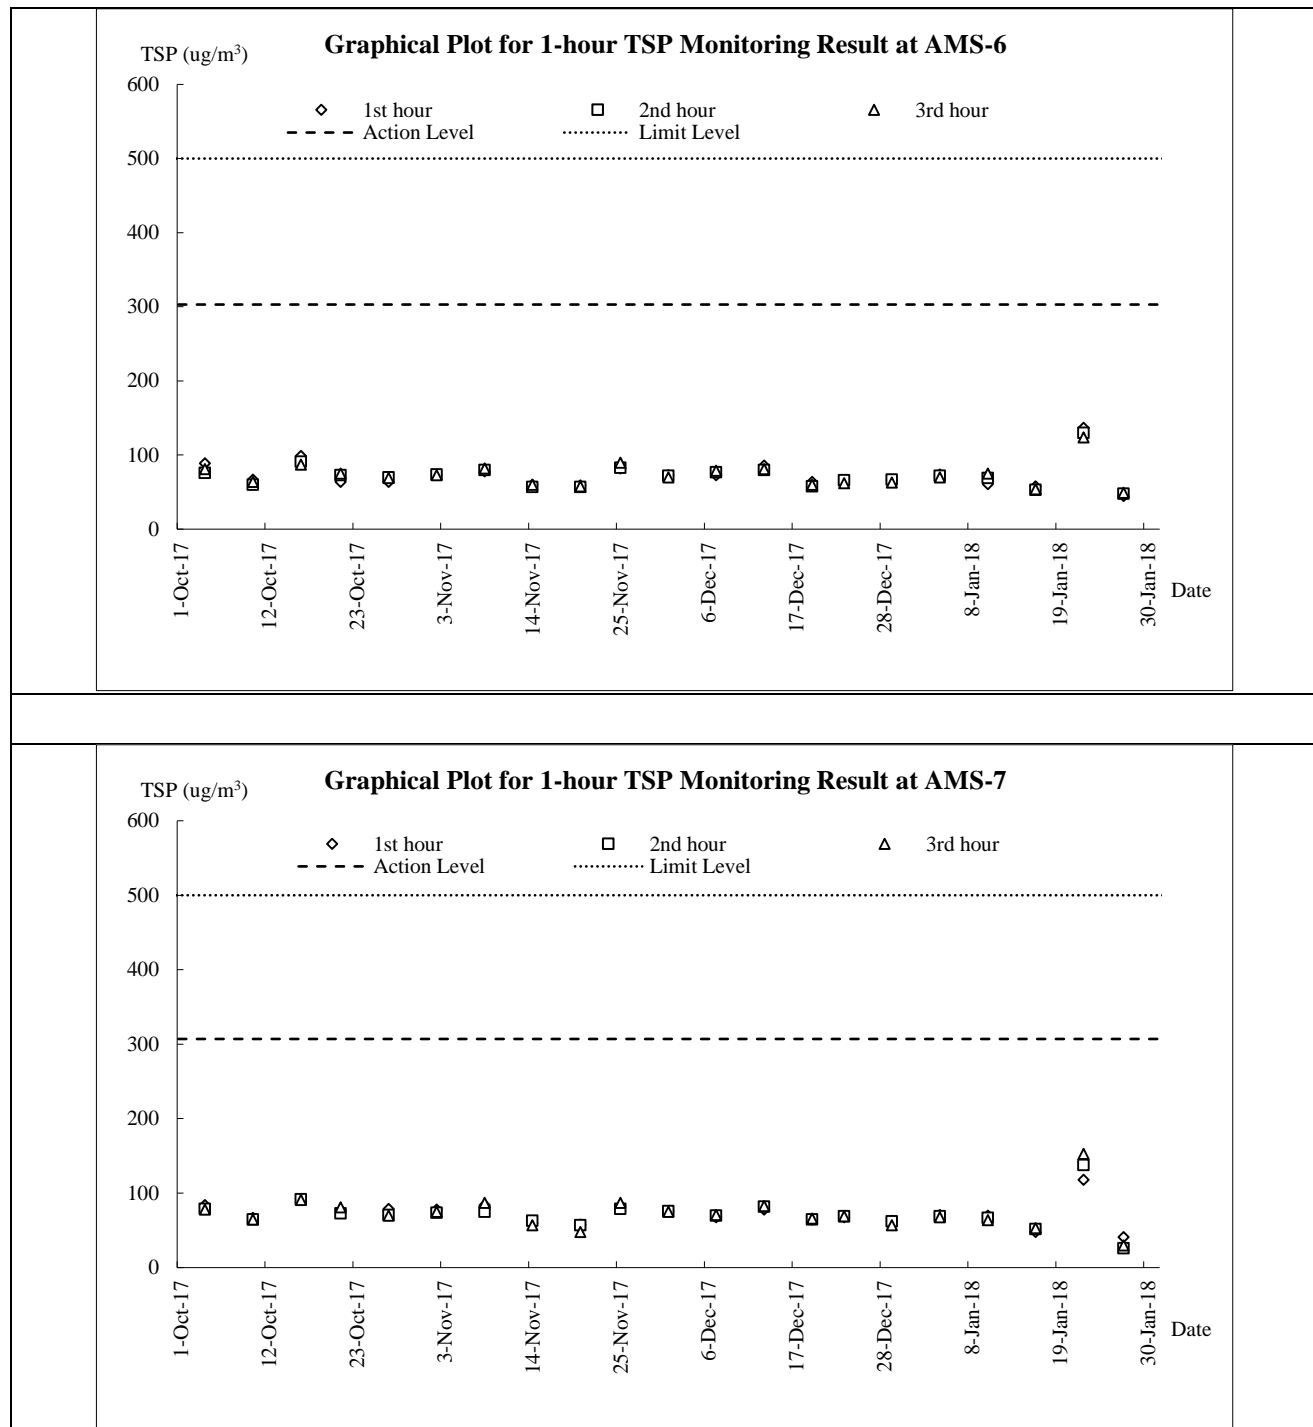 Graphical Plot for 1-hour TSP Monitoring Result at AMS-6
TSP (ug/m³)
600
1st hour 2nd hour 3rd hour
Action Level Limit Level
500
400
300
200
100
0
1-Oct-17 12-Oct-17 23-Oct-17 3-Nov-17 14-Nov-17 25-Nov-17 6-Dec-17 17-Dec-17 28-Dec-17 8-Jan-18 19-Jan-18 30-Jan-18
Date
Graphical Plot for 1-hour TSP Monitoring Result at AMS-7
TSP (ug/m³)
600
1st hour 2nd hour 3rd hour
Action Level Limit Level
500
400
300
200
100
0
1-Oct-17 12-Oct-17 23-Oct-17 3-Nov-17 14-Nov-17 25-Nov-17 6-Dec-17 17-Dec-17 28-Dec-17 8-Jan-18 19-Jan-18 30-Jan-18
Date